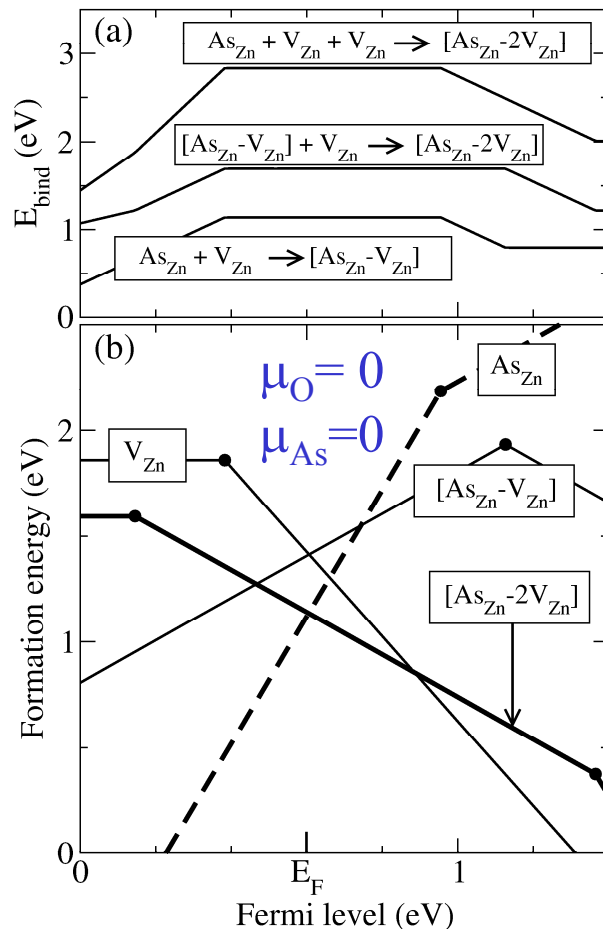 (a)
As_Zn + V_Zn + V_Zn → [As_Zn-2V_Zn]
[As_Zn-V_Zn] + V_Zn → [As_Zn-2V_Zn]
As_Zn + V_Zn → [As_Zn-V_Zn]
E_bind (eV)
3
2
1
0
(b)
μ_O= 0
μ_As=0
As_Zn
V_Zn
[As_Zn-V_Zn]
[As_Zn-2V_Zn]
Formation energy (eV)
2
1
0
0
E_F
1
Fermi level (eV)